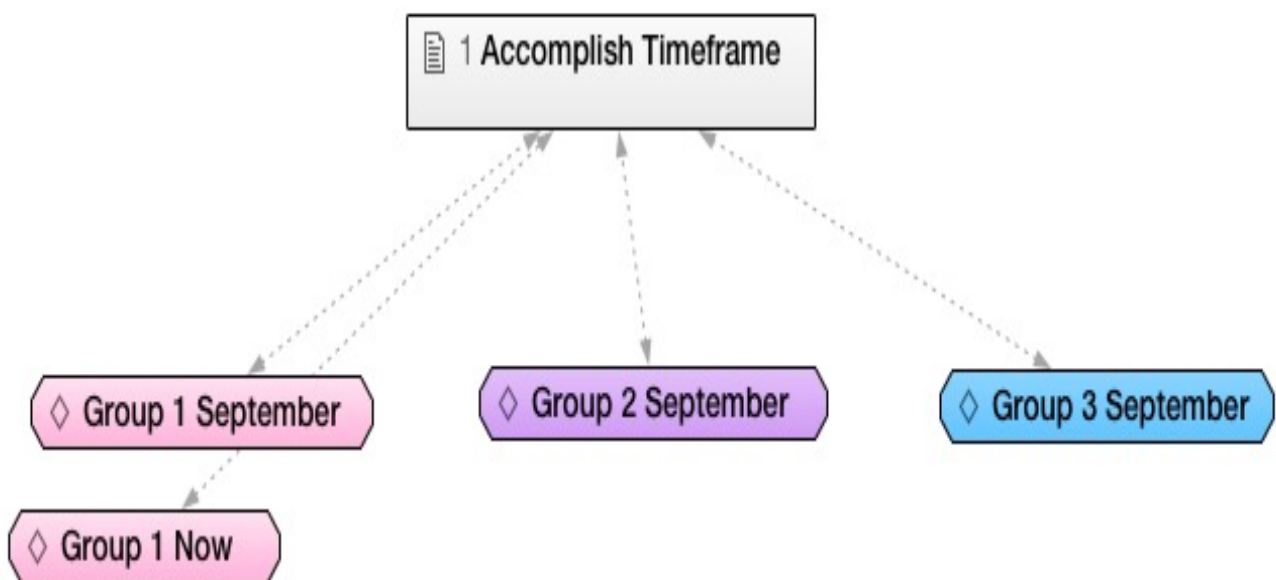 1 Accomplish Timeframe
Group 1 September
Group 2 September
Group 3 September
Group 1 Now